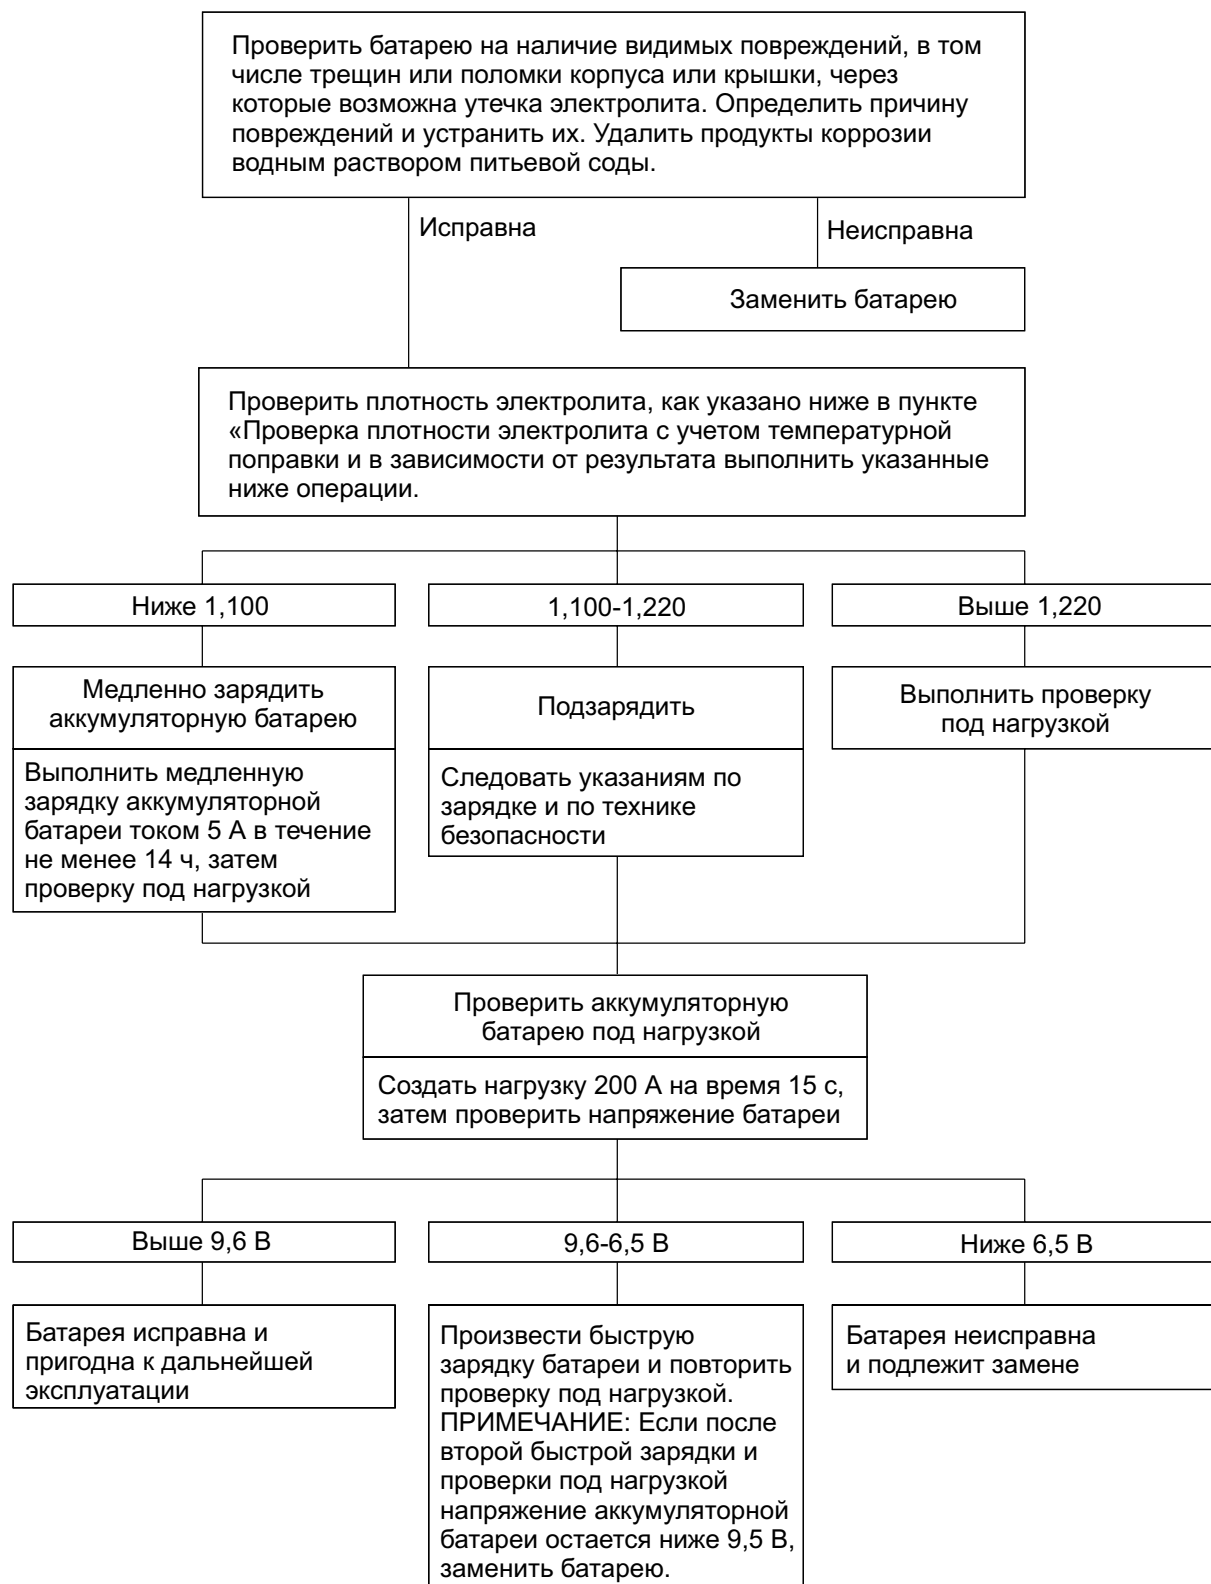 Проверить батарею на наличие видимых повреждений, в том
числе трещин или поломки корпуса или крышки, через
которые возможна утечка электролита. Определить причину
повреждений и устранить их. Удалить продукты коррозии
водным раствором питьевой соды.
Исправна
Неисправна
Заменить батарею
Проверить плотность электролита, как указано ниже в пункте
«Проверка плотности электролита с учетом температурной
поправки и в зависимости от результата выполнить указанные
ниже операции.
Ниже 1,100
1,100-1,220
Выше 1,220
Медленно зарядить
аккумуляторную батарею
Выполнить медленную
зарядку аккумуляторной
батареи током 5 А в течение
не менее 14 ч, затем
проверку под нагрузкой
Подзарядить
Следовать указаниям по
зарядке и по технике
безопасности
Выполнить проверку
под нагрузкой
Проверить аккумуляторную
батарею под нагрузкой
Создать нагрузку 200 А на время 15 с,
затем проверить напряжение батареи
Выше 9,6 В
9,6-6,5 В
Ниже 6,5 В
Батарея исправна и
пригодна к дальнейшей
эксплуатации
Произвести быструю
зарядку батареи и повторить
проверку под нагрузкой.
ПРИМЕЧАНИЕ: Если после
второй быстрой зарядки и
проверки под нагрузкой
напряжение аккумуляторной
батареи остается ниже 9,5 В,
заменить батарею.
Батарея неисправна
и подлежит замене